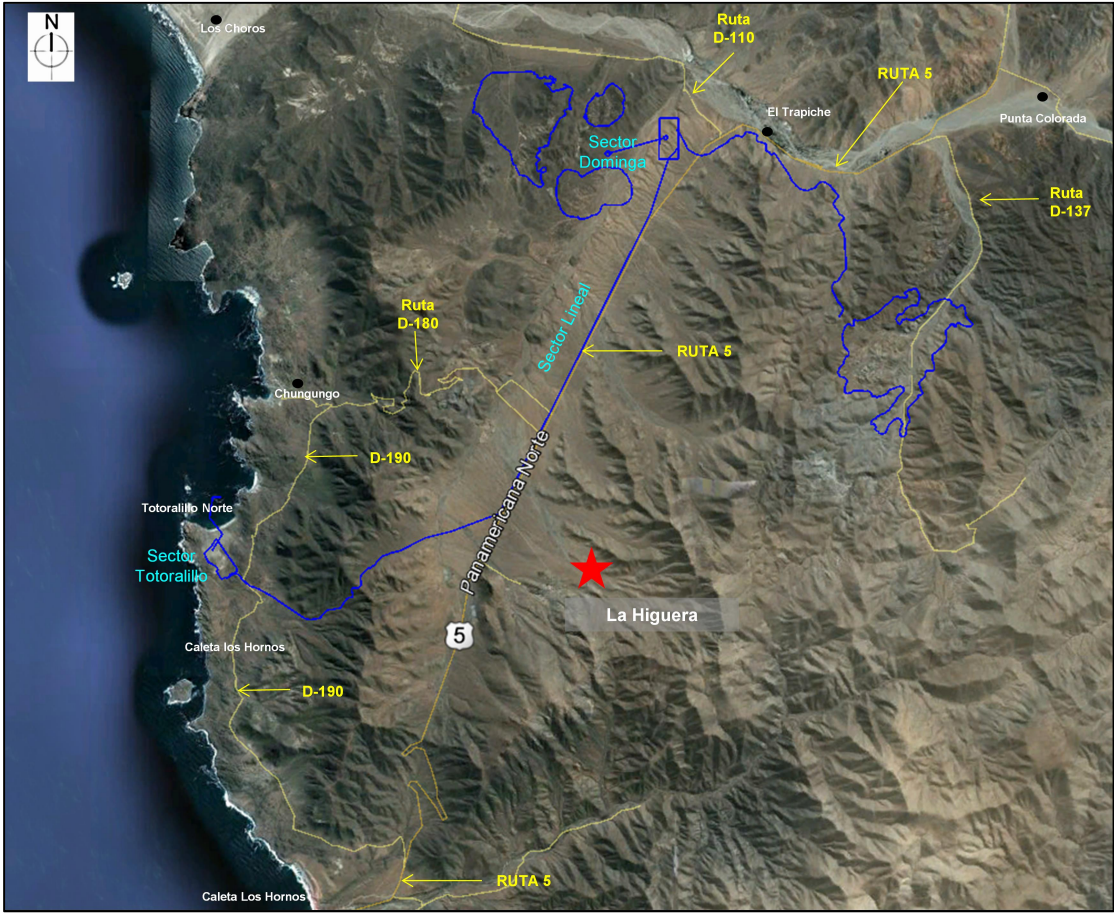 N
Los Choros
Ruta
D-110
RUTA 5
El Trapiche
Punta Colorada
Sector
Dominga
Ruta
D-137
Sector Lineal
Ruta
D-180
RUTA 5
Chungungo
D-190
Panamericana Norte
Totoralillo Norte
Sector
Totoralillo
La Higuera
5
Caleta los Hornos
D-190
RUTA 5
Caleta Los Hornos